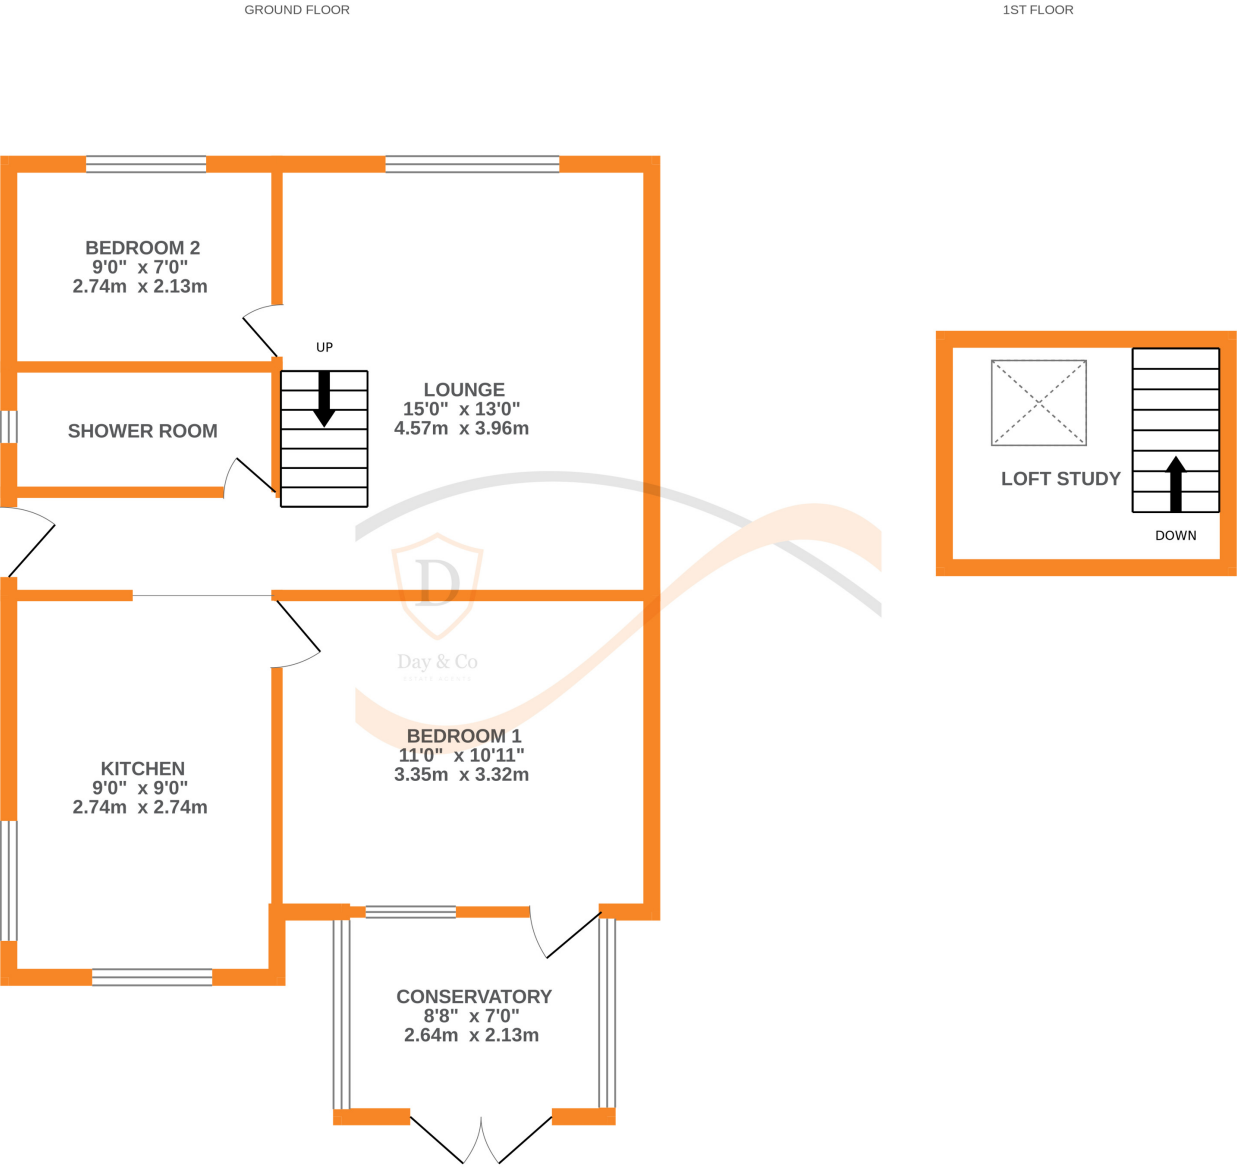 GROUND FLOOR
1ST FLOOR
BEDROOM 2
9'0" x 7'0"
2.74m x 2.13m
UP
LOUNGE
15'0" x 13'0"
4.57m x 3.96m
SHOWER ROOM
LOFT STUDY
DOWN
D
Day & Co
ESTATE AGENTS
BEDROOM 1
11'0" x 10'11"
3.35m x 3.32m
KITCHEN
9'0" x 9'0"
2.74m x 2.74m
CONSERVATORY
8'8" x 7'0"
2.64m x 2.13m